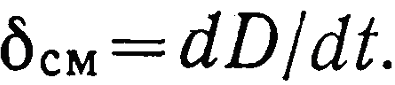 δсм = dD/dt.